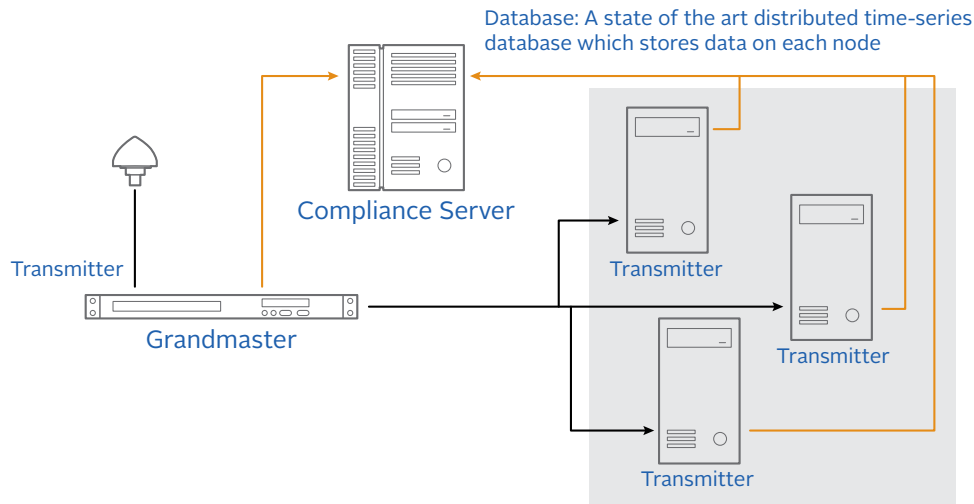 Database: A state of the art distributed time-series
database which stores data on each node
Compliance Server
Transmitter
Transmitter
Grandmaster
Transmitter
Transmitter